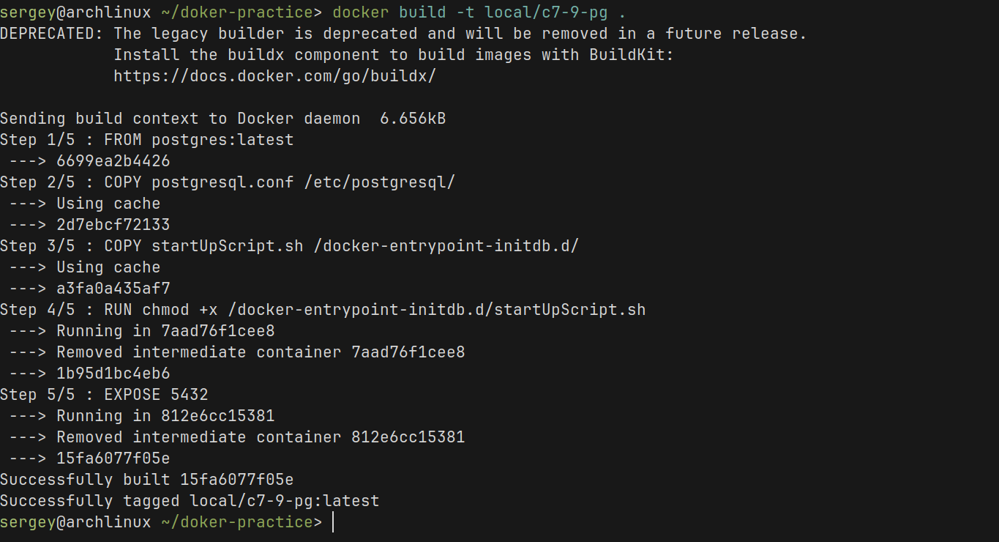 sergey@archlinux ~/doker-practice> docker build -t local/c7-9-pg .
DEPRECATED: The legacy builder is deprecated and will be removed in a future release.
            Install the buildx component to build images with BuildKit:
            https://docs.docker.com/go/buildx/

Sending build context to Docker daemon  6.656kB
Step 1/5 : FROM postgres:latest
 ---> 6699ea2b4426
Step 2/5 : COPY postgresql.conf /etc/postgresql/
 ---> Using cache
 ---> 2d7ebcf72133
Step 3/5 : COPY startUpScript.sh /docker-entrypoint-initdb.d/
 ---> Using cache
 ---> a3fa0a435af7
Step 4/5 : RUN chmod +x /docker-entrypoint-initdb.d/startUpScript.sh
 ---> Running in 7aad76f1cee8
 ---> Removed intermediate container 7aad76f1cee8
 ---> 1b95d1bc4eb6
Step 5/5 : EXPOSE 5432
 ---> Running in 812e6cc15381
 ---> Removed intermediate container 812e6cc15381
 ---> 15fa6077f05e
Successfully built 15fa6077f05e
Successfully tagged local/c7-9-pg:latest
sergey@archlinux ~/doker-practice>